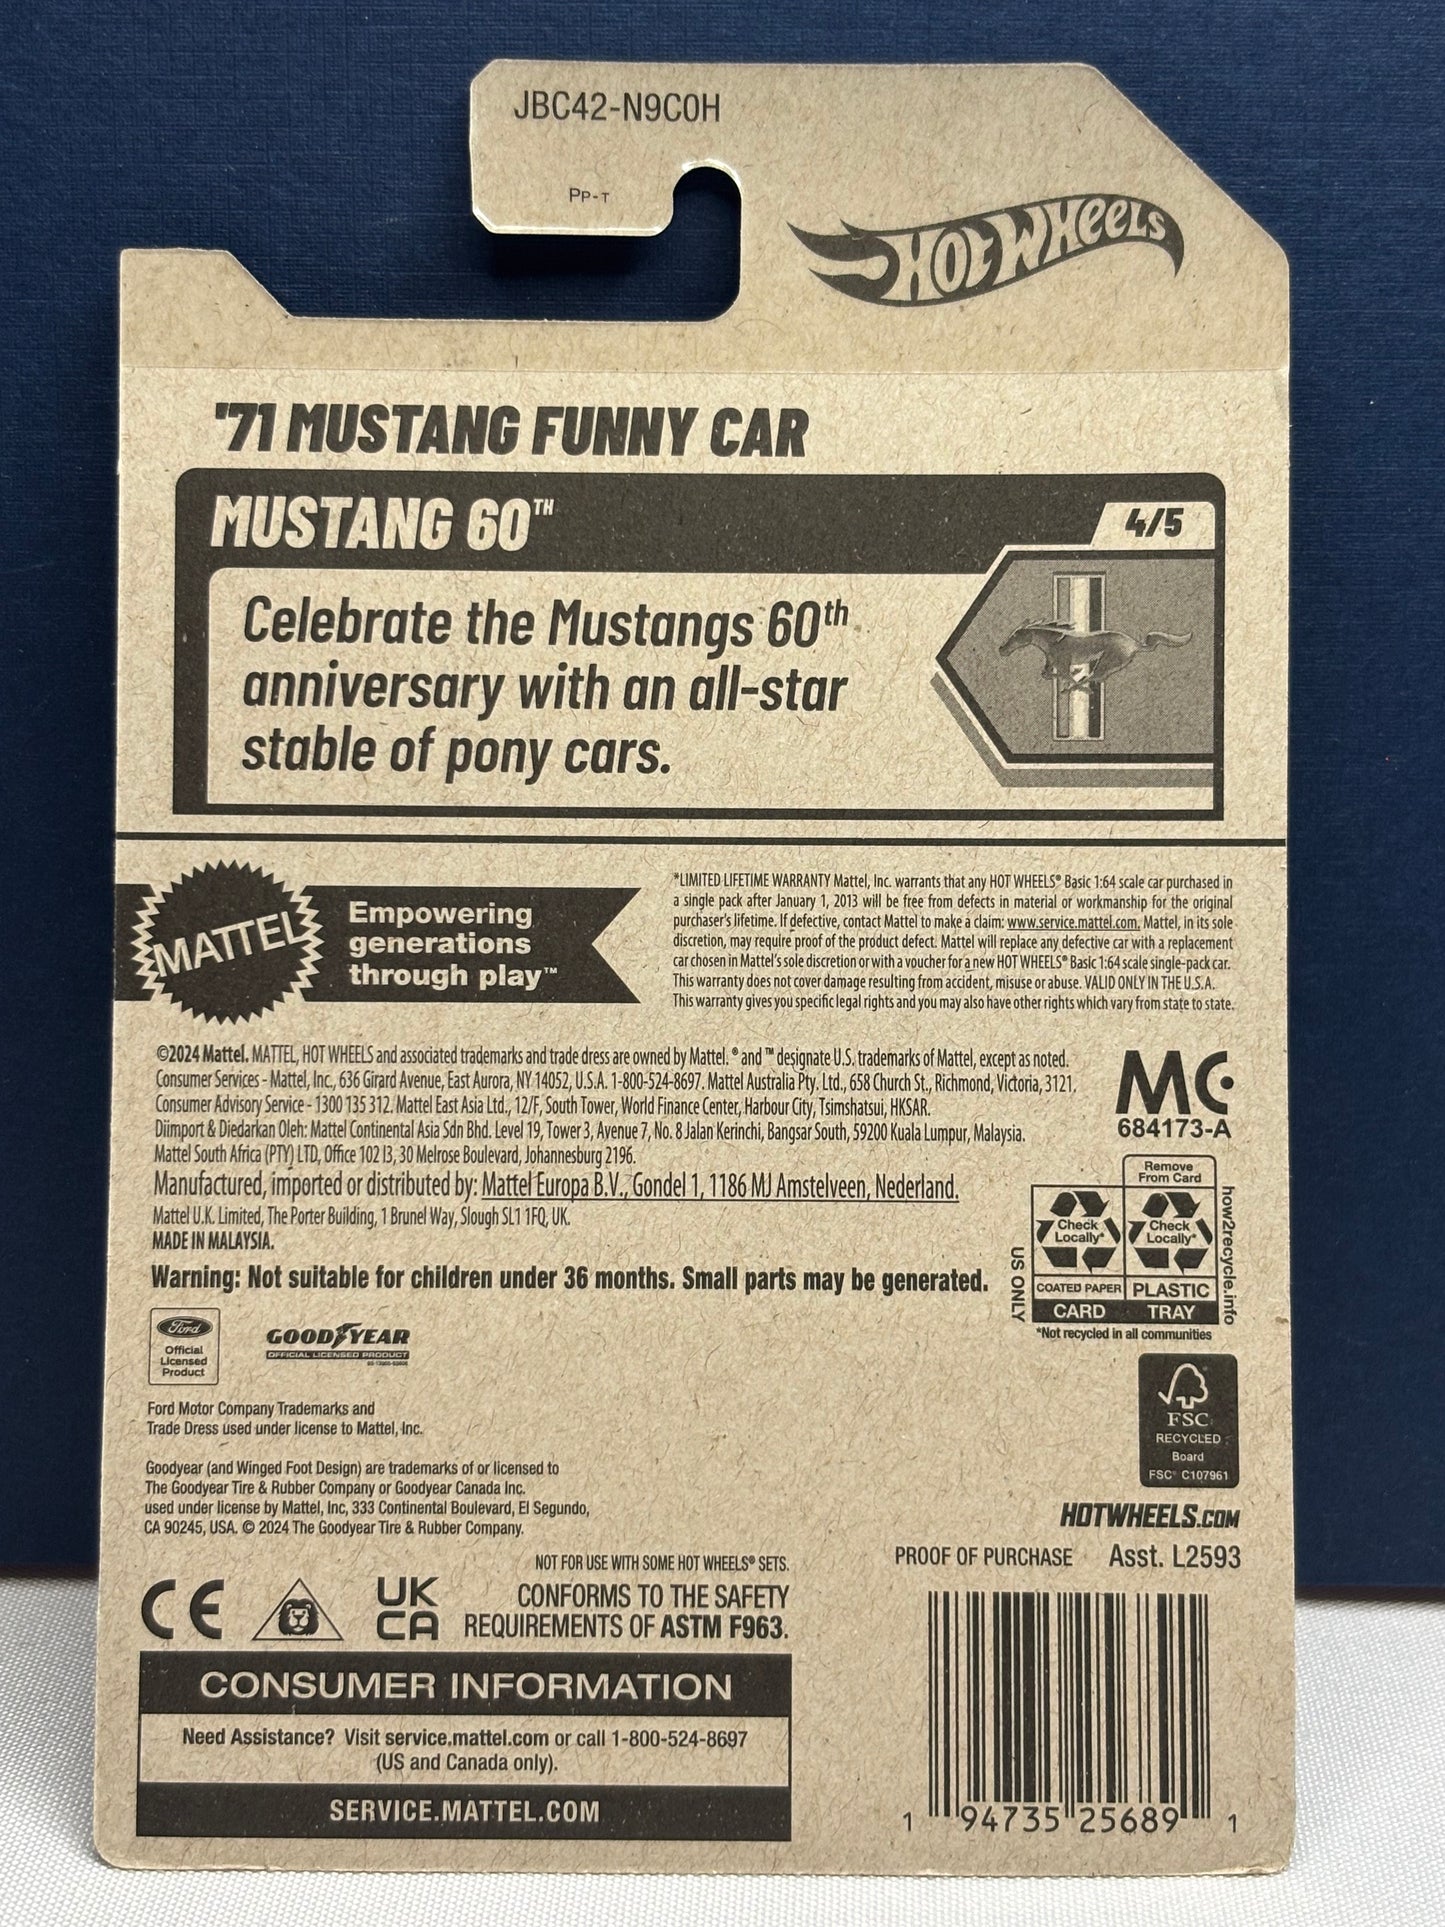 JBC42-N9C0H
PP-T
HOT WHEELS
'71 MUSTANG FUNNY CAR
MUSTANG 60TH
4/5
Celebrate the Mustangs 60th
anniversary with an all-star
stable of pony cars.
MATTEL
Empowering
generations
through play™
*LIMITED LIFETIME WARRANTY Mattel, Inc. warrants that any HOT WHEELS® Basic 1:64 scale car purchased in
a single pack after January 1, 2013 will be free from defects in material or workmanship for the original
purchaser's lifetime. If defective, contact Mattel to make a claim: www.service.mattel.com. Mattel, in its sole
discretion, may require proof of the product defect. Mattel will replace any defective car with a replacement
car chosen in Mattel's sole discretion or with a voucher for a new HOT WHEELS® Basic 1:64 scale single-pack car.
This warranty does not cover damage resulting from accident, misuse or abuse. VALID ONLY IN THE U.S.A.
This warranty gives you specific legal rights and you may also have other rights which vary from state to state.
©2024 Mattel. MATTEL, HOT WHEELS and associated trademarks and trade dress are owned by Mattel. ® and ™ designate U.S. trademarks of Mattel, except as noted.
Consumer Services - Mattel, Inc., 636 Girard Avenue, East Aurora, NY 14052, U.S.A. 1-800-524-8697. Mattel Australia Pty. Ltd., 658 Church St., Richmond, Victoria, 3121.
Consumer Advisory Service - 1300 135 312. Mattel East Asia Ltd., 12/F, South Tower, World Finance Center, Harbour City, Tsimshatsui, HKSAR.
Diimport & Diedarkan Oleh: Mattel Continental Asia Sdn Bhd. Level 19, Tower 3, Avenue 7, No. 8 Jalan Kerinchi, Bangsar South, 59200 Kuala Lumpur, Malaysia.
Mattel South Africa (PTY) LTD, Office 102 I3, 30 Melrose Boulevard, Johannesburg 2196.
Manufactured, imported or distributed by: Mattel Europa B.V., Gondel 1, 1186 MJ Amstelveen, Nederland.
Mattel U.K. Limited, The Porter Building, 1 Brunel Way, Slough SL1 1FQ, UK.
MADE IN MALAYSIA.
Warning: Not suitable for children under 36 months. Small parts may be generated.
MC
684173-A
Remove
From Card
Check
Locally*
Check
Locally*
COATED PAPER
PLASTIC
CARD
TRAY
US ONLY
how2recycle.info
*Not recycled in all communities
Ford
Official
Licensed
Product
GOODYEAR
OFFICIAL LICENSED PRODUCT
Ford Motor Company Trademarks and
Trade Dress used under license to Mattel, Inc.
Goodyear (and Winged Foot Design) are trademarks of or licensed to
The Goodyear Tire & Rubber Company or Goodyear Canada Inc.
used under license by Mattel, Inc, 333 Continental Boulevard, El Segundo,
CA 90245, USA. © 2024 The Goodyear Tire & Rubber Company.
FSC
RECYCLED
Board
FSC® C107961
HOTWHEELS.COM
PROOF OF PURCHASE
Asst. L2593
NOT FOR USE WITH SOME HOT WHEELS® SETS.
CE
UK
CA
CONFORMS TO THE SAFETY
REQUIREMENTS OF ASTM F963.
CONSUMER INFORMATION
Need Assistance? Visit service.mattel.com or call 1-800-524-8697
(US and Canada only).
SERVICE.MATTEL.COM
1 94735 25689 1